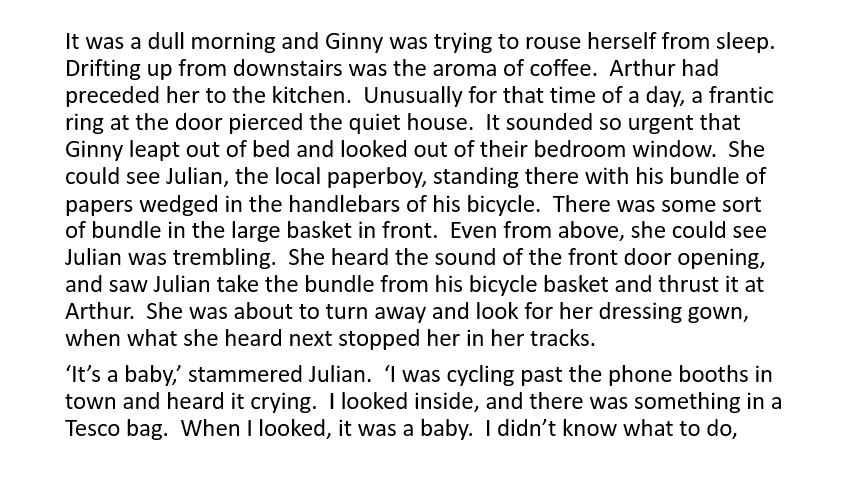 It was a dull morning and Ginny was trying to rouse herself from sleep.
Drifting up from downstairs was the aroma of coffee.  Arthur had
preceded her to the kitchen.  Unusually for that time of a day, a frantic
ring at the door pierced the quiet house.  It sounded so urgent that
Ginny leapt out of bed and looked out of their bedroom window.  She
could see Julian, the local paperboy, standing there with his bundle of
papers wedged in the handlebars of his bicycle.  There was some sort
of bundle in the large basket in front.  Even from above, she could see
Julian was trembling.  She heard the sound of the front door opening,
and saw Julian take the bundle from his bicycle basket and thrust it at
Arthur.  She was about to turn away and look for her dressing gown,
when what she heard next stopped her in her tracks.
‘It’s a baby,’ stammered Julian.  ‘I was cycling past the phone booths in
town and heard it crying.  I looked inside, and there was something in a
Tesco bag.  When I looked, it was a baby.  I didn’t know what to do,